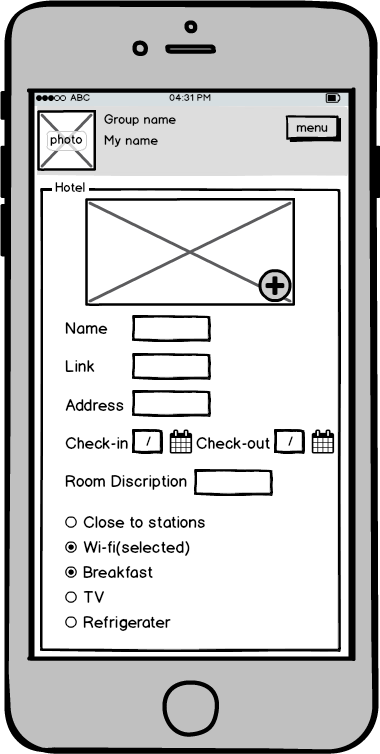 ABC 04:31 PM
Group name
photo
My name
menu
Hotel
Name
Link
Address
Check-in / Check-out /
Room Discription
Close to stations
Wi-fi(selected)
Breakfast
TV
Refrigerater